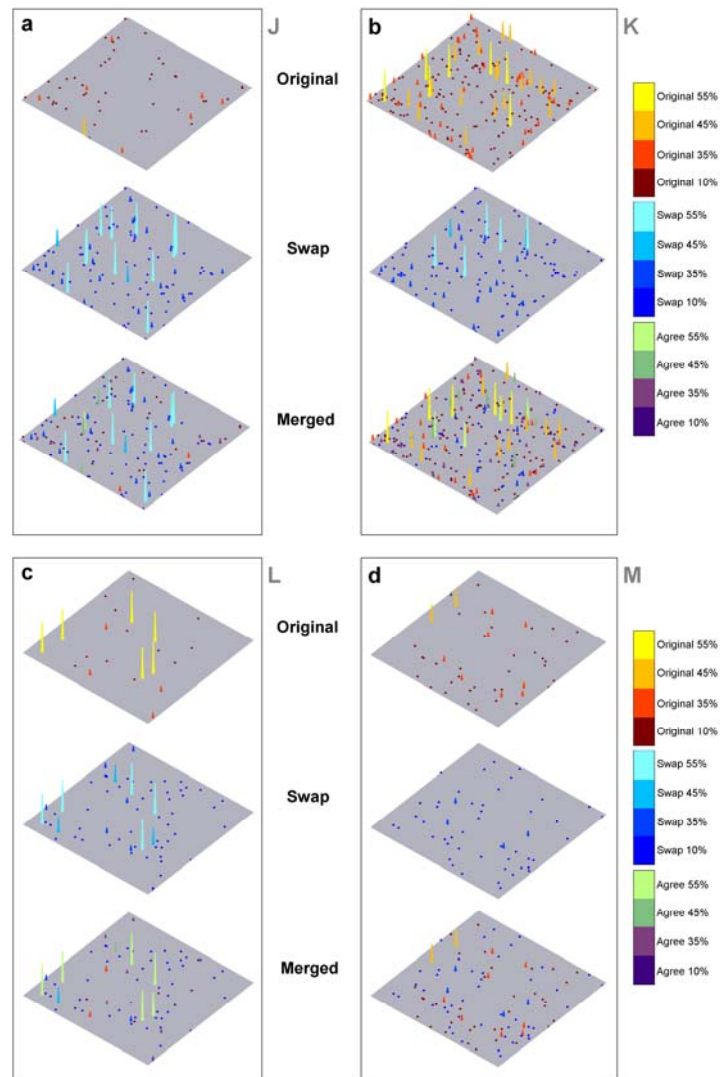 a
J
b
K
Original
Swap
Merged
Original 55%
Original 45%
Original 35%
Original 10%
Swap 55%
Swap 45%
Swap 35%
Swap 10%
Agree 55%
Agree 45%
Agree 35%
Agree 10%
c
L
d
M
Original
Swap
Merged
Original 55%
Original 45%
Original 35%
Original 10%
Swap 55%
Swap 45%
Swap 35%
Swap 10%
Agree 55%
Agree 45%
Agree 35%
Agree 10%